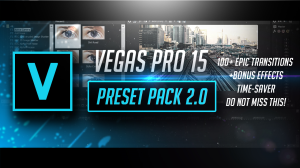 V
VEGAS PRO 15
PRESET PACK 2.0
100+ EPIC TRANSITIONS
+BONUS EFFECTS
TIME-SAVER
DO NOT MISS THIS!